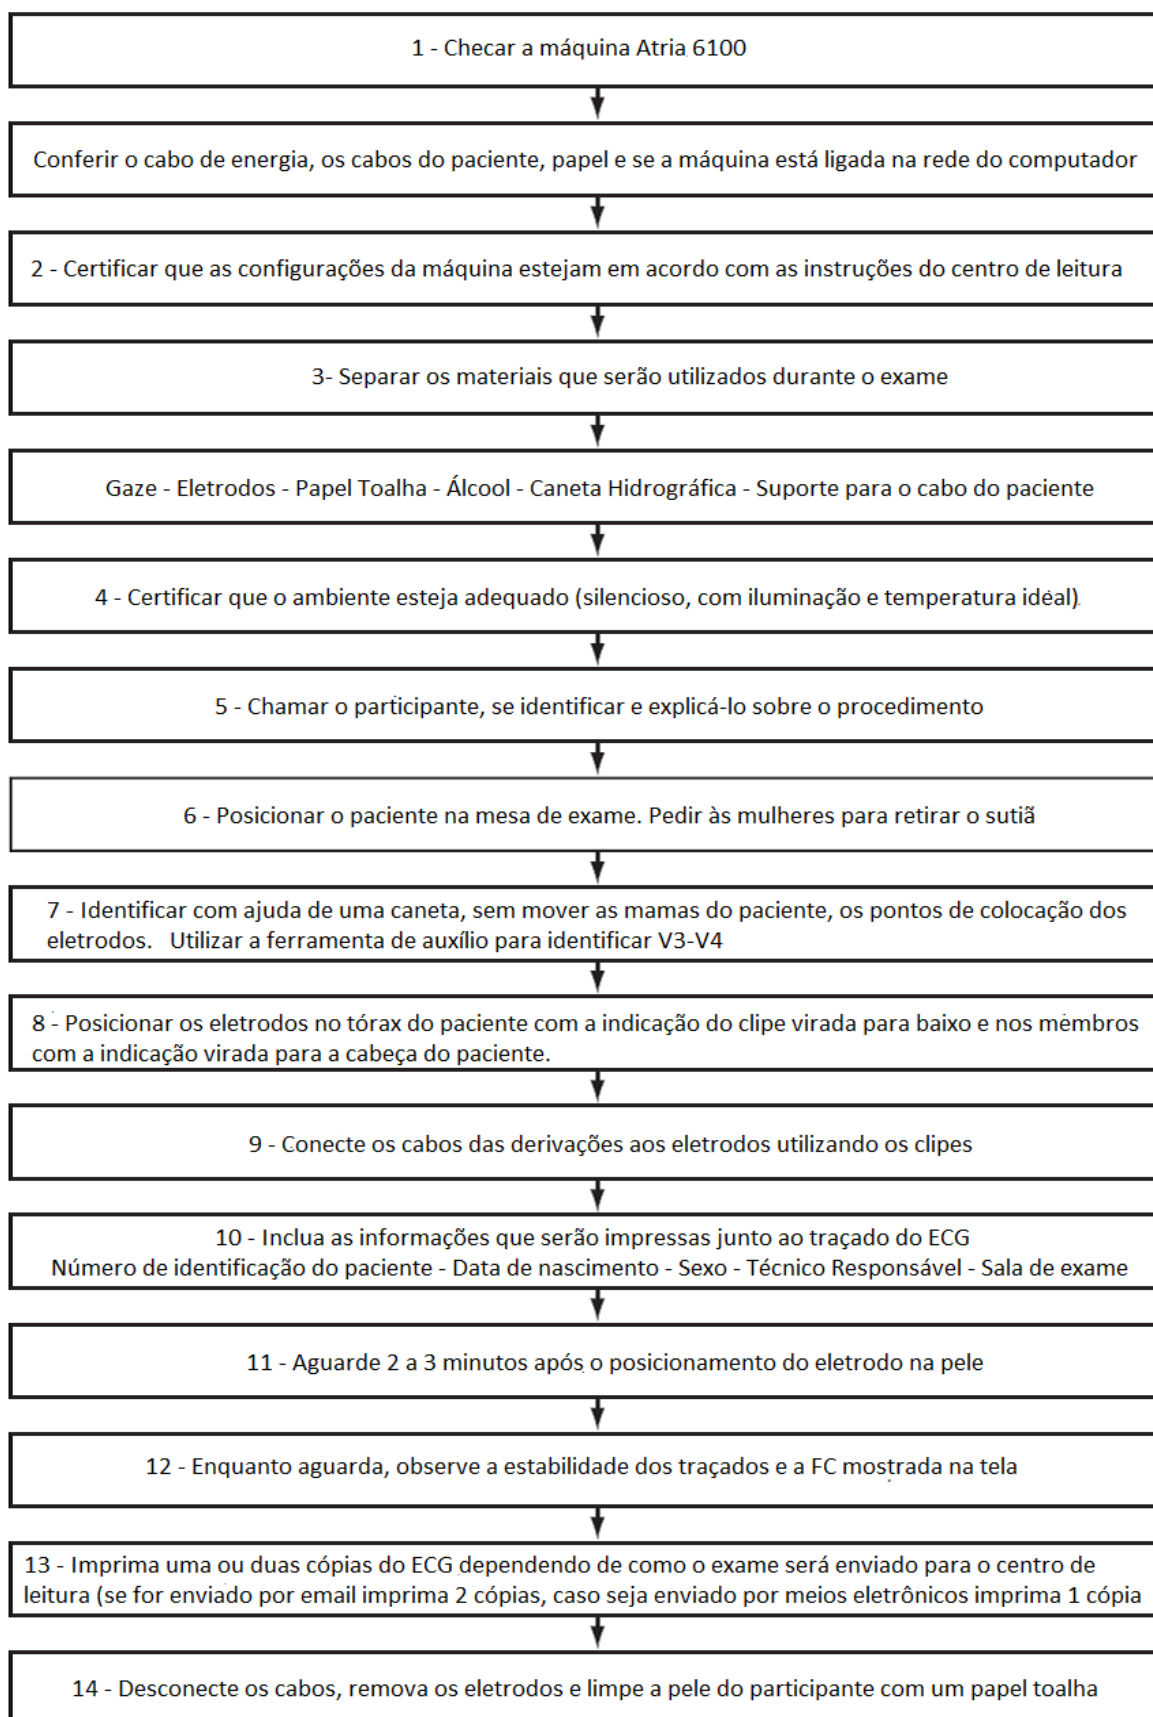 1 - Checar a máquina Atria 6100
Conferir o cabo de energia, os cabos do paciente, papel e se a máquina está ligada na rede do computador
2 - Certificar que as configurações da máquina estejam em acordo com as instruções do centro de leitura
3- Separar os materiais que serão utilizados durante o exame
Gaze - Eletrodos - Papel Toalha - Álcool - Caneta Hidrográfica - Suporte para o cabo do paciente
4 - Certificar que o ambiente esteja adequado (silencioso, com iluminação e temperatura idéal)
5 - Chamar o participante, se identificar e explicá-lo sobre o procedimento
6 - Posicionar o paciente na mesa de exame. Pedir às mulheres para retirar o sutiã
7 - Identificar com ajuda de uma caneta, sem mover as mamas do paciente, os pontos de colocação dos
eletrodos. Utilizar a ferramenta de auxílio para identificar V3-V4
8 - Posicionar os eletrodos no tórax do paciente com a indicação do clipe virada para baixo e nos membros
com a indicação virada para a cabeça do paciente.
9 - Conecte os cabos das derivações aos eletrodos utilizando os clipes
10 - Inclua as informações que serão impressas junto ao traçado do ECG
Número de identificação do paciente - Data de nascimento - Sexo - Técnico Responsável - Sala de exame
11 - Aguarde 2 a 3 minutos após o posicionamento do eletrodo na pele
12 - Enquanto aguarda, observe a estabilidade dos traçados e a FC mostrada na tela
13 - Imprima uma ou duas cópias do ECG dependendo de como o exame será enviado para o centro de
leitura (se for enviado por email imprima 2 cópias, caso seja enviado por meios eletrônicos imprima 1 cópia
14 - Desconecte os cabos, remova os eletrodos e limpe a pele do participante com um papel toalha